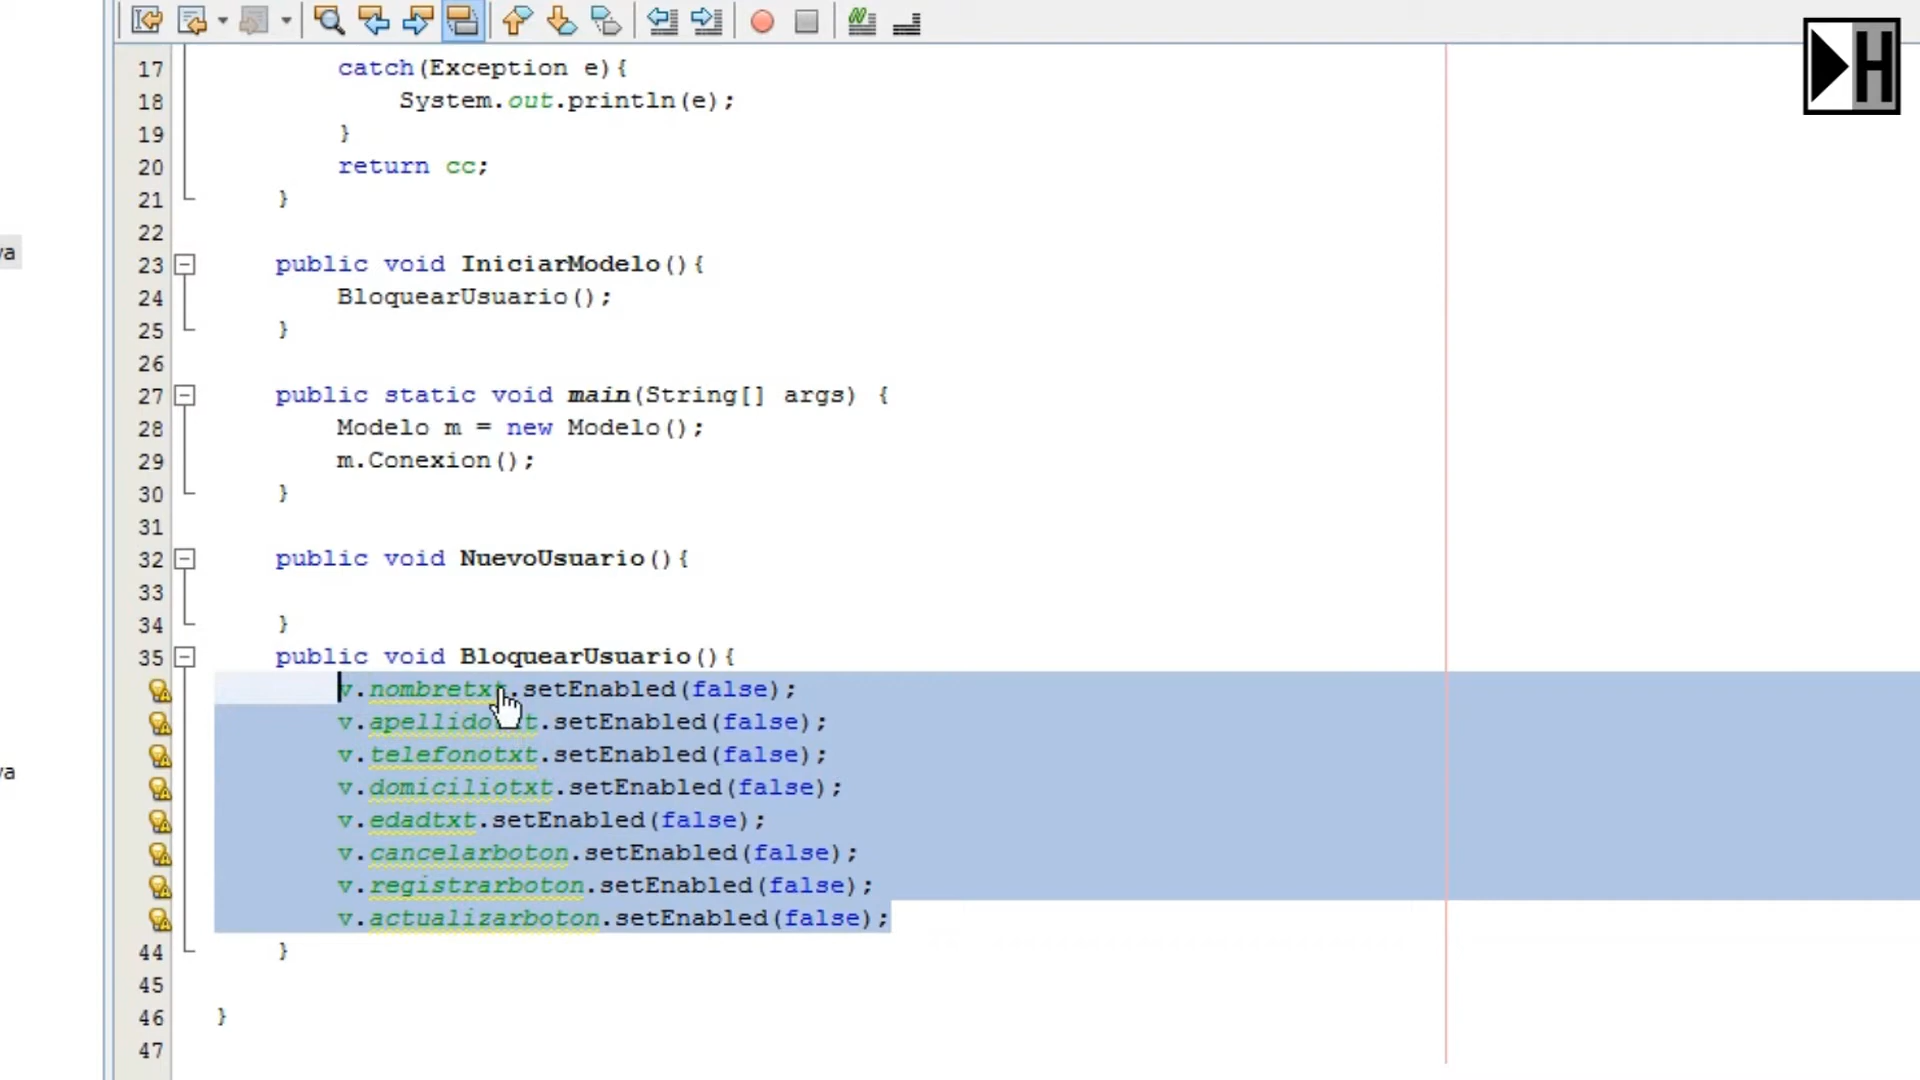 va
va
H
17 catch(Exception e){
18 System.out.println(e);
19 }
20 return cc;
21 }
22
23 public void IniciarModelo(){
24 BloquearUsuario();
25 }
26
27 public static void main(String[] args) {
28 Modelo m = new Modelo();
29 m.Conexion();
30 }
31
32 public void NuevoUsuario(){
33
34 }
35 public void BloquearUsuario(){
v.nombretxt.setEnabled(false);
v.apellidotxt.setEnabled(false);
v.telefonotxt.setEnabled(false);
v.domiciliotxt.setEnabled(false);
v.edadtxt.setEnabled(false);
v.cancelarboton.setEnabled(false);
v.registrarboton.setEnabled(false);
v.actualizarboton.setEnabled(false);
44 }
45
46 }
47